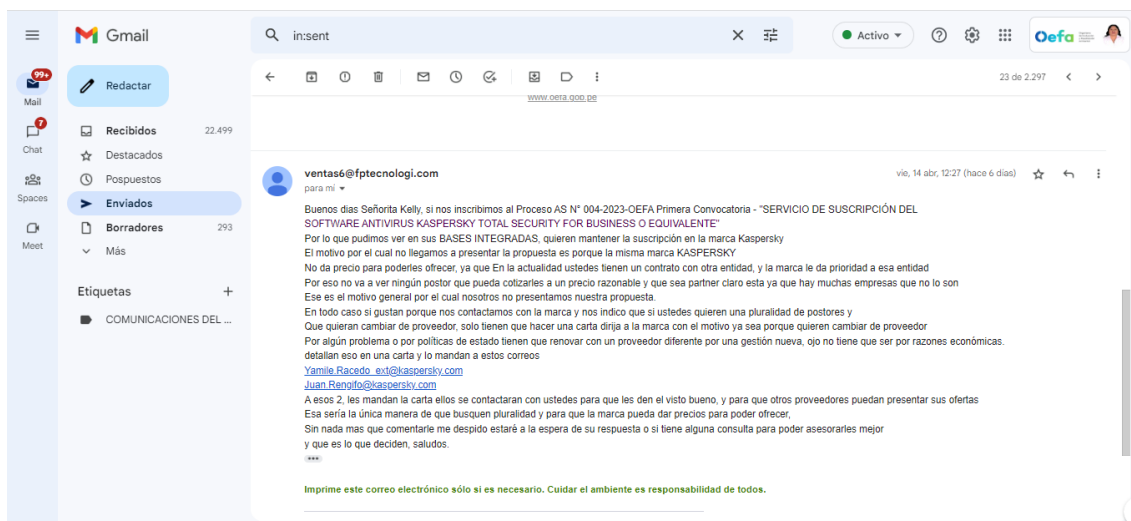 Gmail
in:sent
Activo
Oefa
99+
Mail
Redactar
23 de 2.297
www.oefa.gob.pe
7
Chat
Recibidos 22.499
Destacados
Pospuestos
Spaces
Enviados
Borradores 293
Meet
Más
Etiquetas
COMUNICACIONES DEL ...
ventas6@fptecnologi.com
vie, 14 abr, 12:27 (hace 6 días)
para mí
Buenos dias Señorita Kelly, si nos inscribimos al Proceso AS N° 004-2023-OEFA Primera Convocatoria - "SERVICIO DE SUSCRIPCIÓN DEL
SOFTWARE ANTIVIRUS KASPERSKY TOTAL SECURITY FOR BUSINESS O EQUIVALENTE"
Por lo que pudimos ver en sus BASES INTEGRADAS, quieren mantener la suscripción en la marca Kaspersky
El motivo por el cual no llegamos a presentar la propuesta es porque la misma marca KASPERSKY
No da precio para poderles ofrecer, ya que En la actualidad ustedes tienen un contrato con otra entidad, y la marca le da prioridad a esa entidad
Por eso no va a ver ningún postor que pueda cotizarles a un precio razonable y que sea partner claro esta ya que hay muchas empresas que no lo son
Ese es el motivo general por el cual nosotros no presentamos nuestra propuesta.
En todo caso si gustan porque nos contactamos con la marca y nos indico que si ustedes quieren una pluralidad de postores y
Que quieran cambiar de proveedor, solo tienen que hacer una carta dirija a la marca con el motivo ya sea porque quieren cambiar de proveedor
Por algún problema o por políticas de estado tienen que renovar con un proveedor diferente por una gestión nueva, ojo no tiene que ser por razones económicas.
detallan eso en una carta y lo mandan a estos correos
Yamile.Racedo_ext@kaspersky.com
Juan.Rengifo@kaspersky.com
A esos 2, les mandan la carta ellos se contactaran con ustedes para que les den el visto bueno, y para que otros proveedores puedan presentar sus ofertas
Esa sería la única manera de que busquen pluralidad y para que la marca pueda dar precios para poder ofrecer,
Sin nada mas que comentarle me despido estaré a la espera de su respuesta o si tiene alguna consulta para poder asesorarles mejor
y que es lo que deciden, saludos.
Imprime este correo electrónico sólo si es necesario. Cuidar el ambiente es responsabilidad de todos.